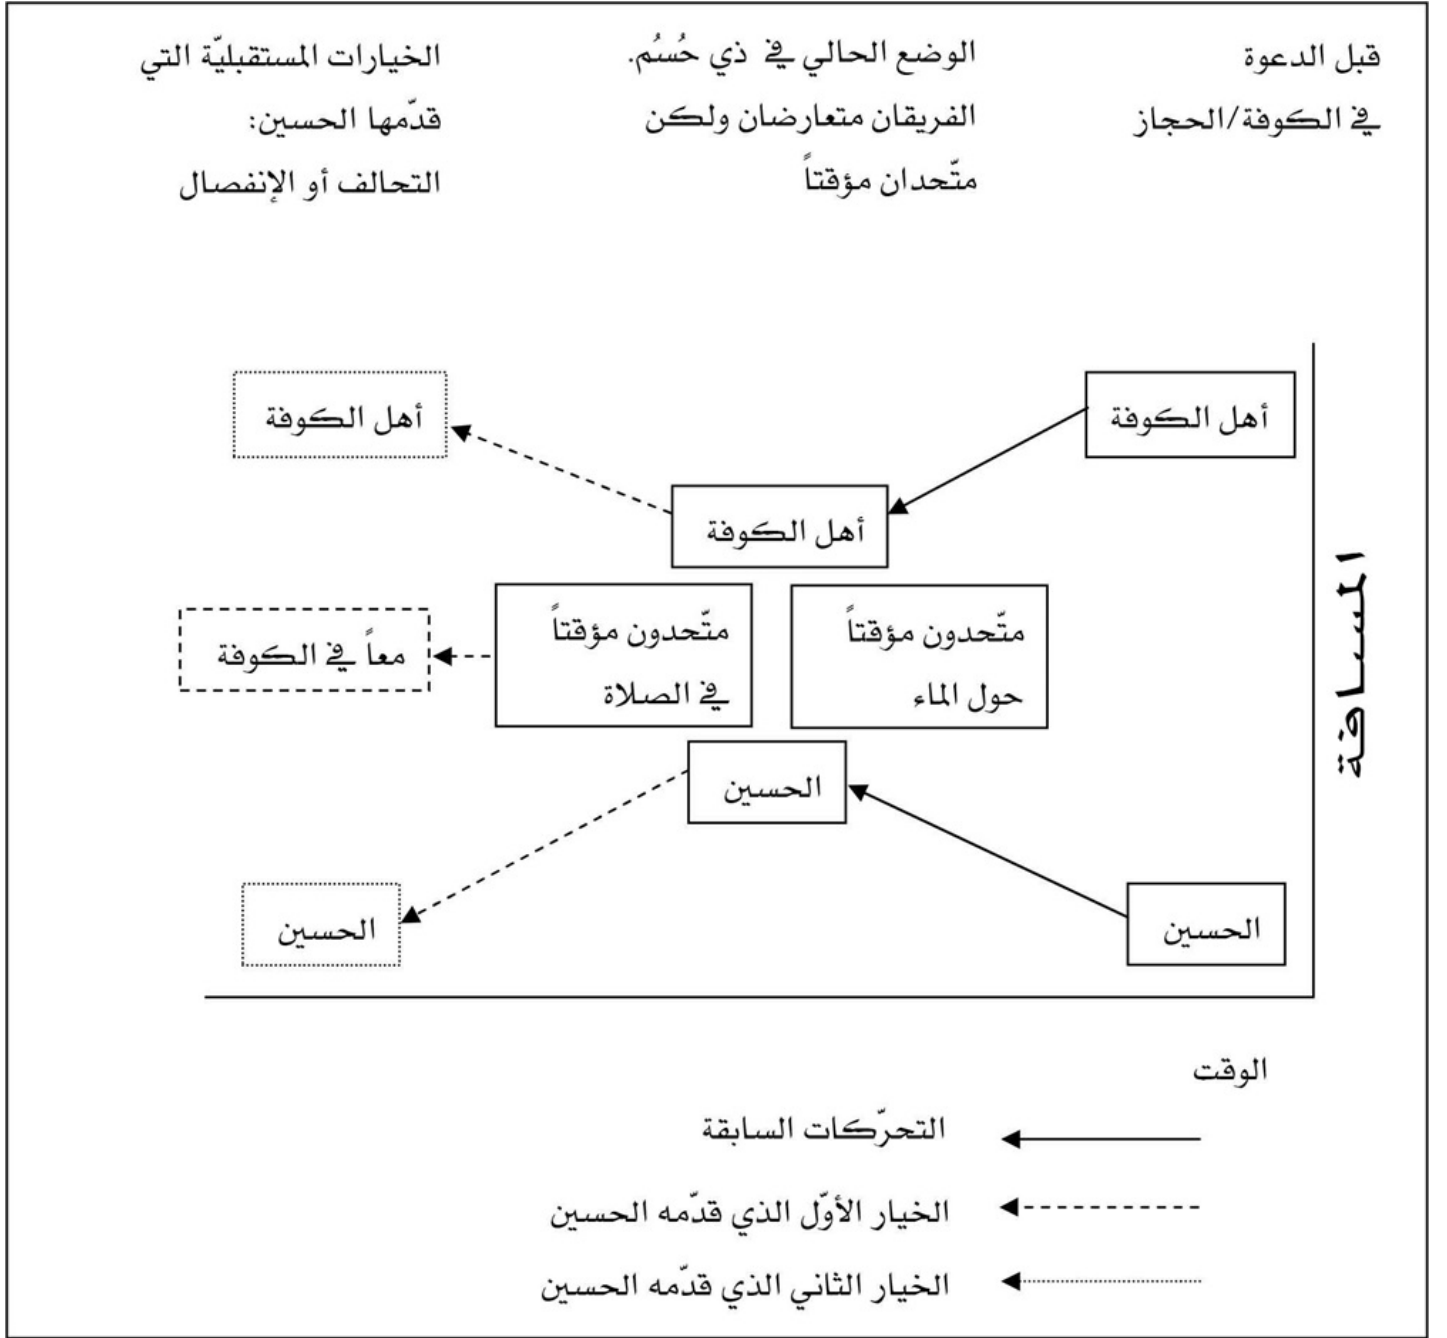 قبل الدعوة
في الكوفة/الحجاز
الوضع الحالي في ذي حُسُم.
الفريقان متعارضان ولكن
متّحدان مؤقتاً
الخيارات المستقبليّة التي
قدّمها الحسين:
التحالف أو الإنفصال
أهل الكوفة
أهل الكوفة
أهل الكوفة
متّحدون مؤقتاً
حول الماء
متّحدون مؤقتاً
في الصلاة
معاً في الكوفة
الحسين
الحسين
الحسين
المسافة
الوقت
التحرّكات السابقة
الخيار الأوّل الذي قدّمه الحسين
الخيار الثاني الذي قدّمه الحسين